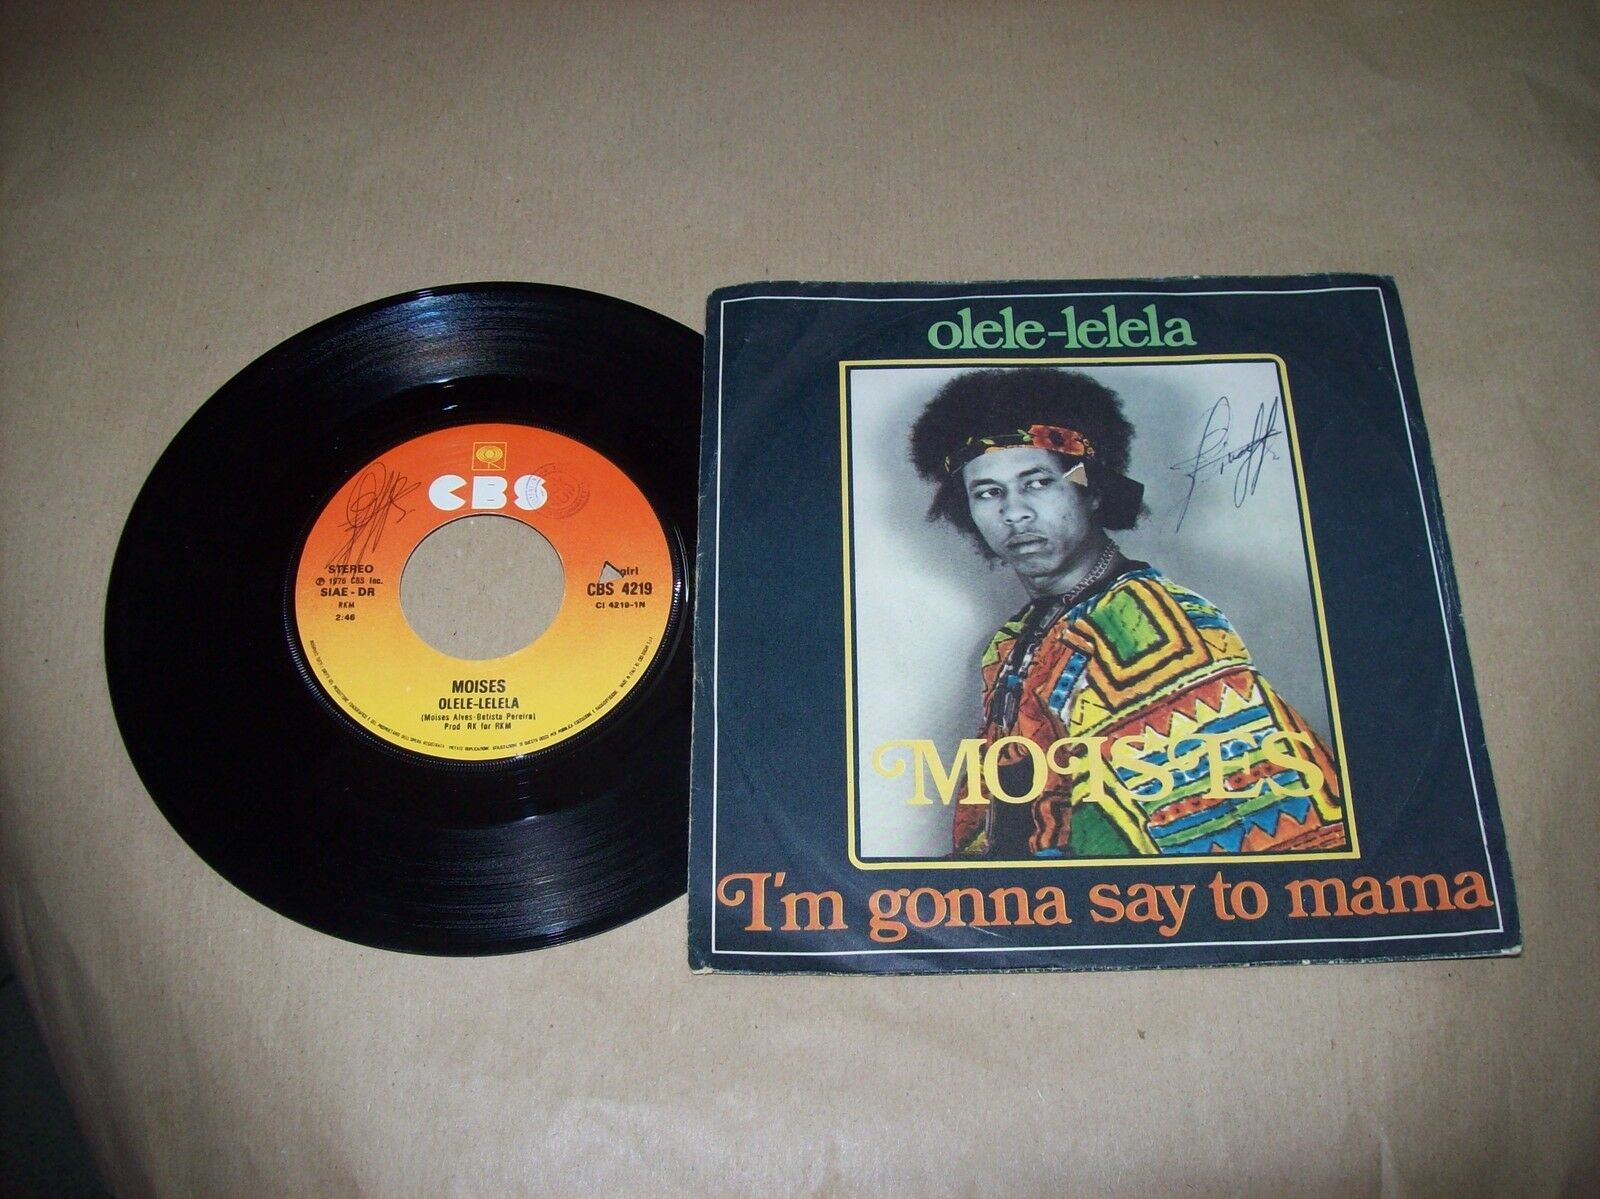 CBS
STEREO
℗ 1976 CBS Inc.
SIAE - DR
RKM
2:46
girl
CBS 4219
CI 4219-1N
MOISES
OLELE-LELELA
(Moises Alves-Batista Pereira)
Prod RK for RKM
olele-lelela
MOISES
I'm gonna say to mama